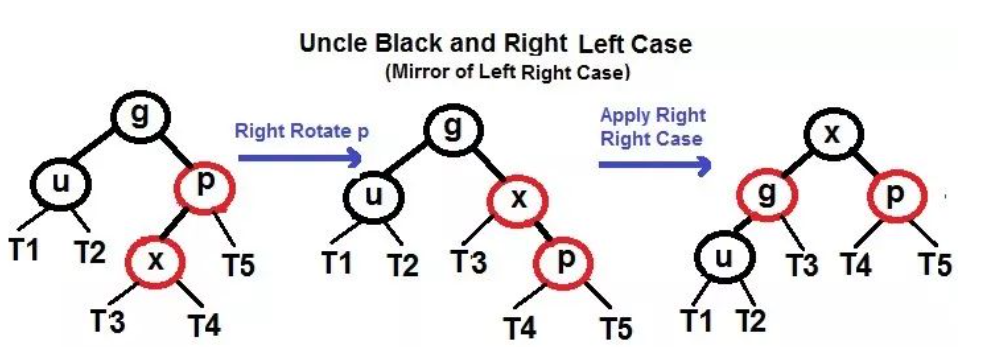 Uncle Black and Right Left Case
(Mirror of Left Right Case)
g
u
p
T1
T2
x
T5
T3
T4
Right Rotate p
g
u
x
T1
T2
T3
p
T4
T5
Apply Right
Right Case
x
g
p
u
T3
T4
T5
T1
T2